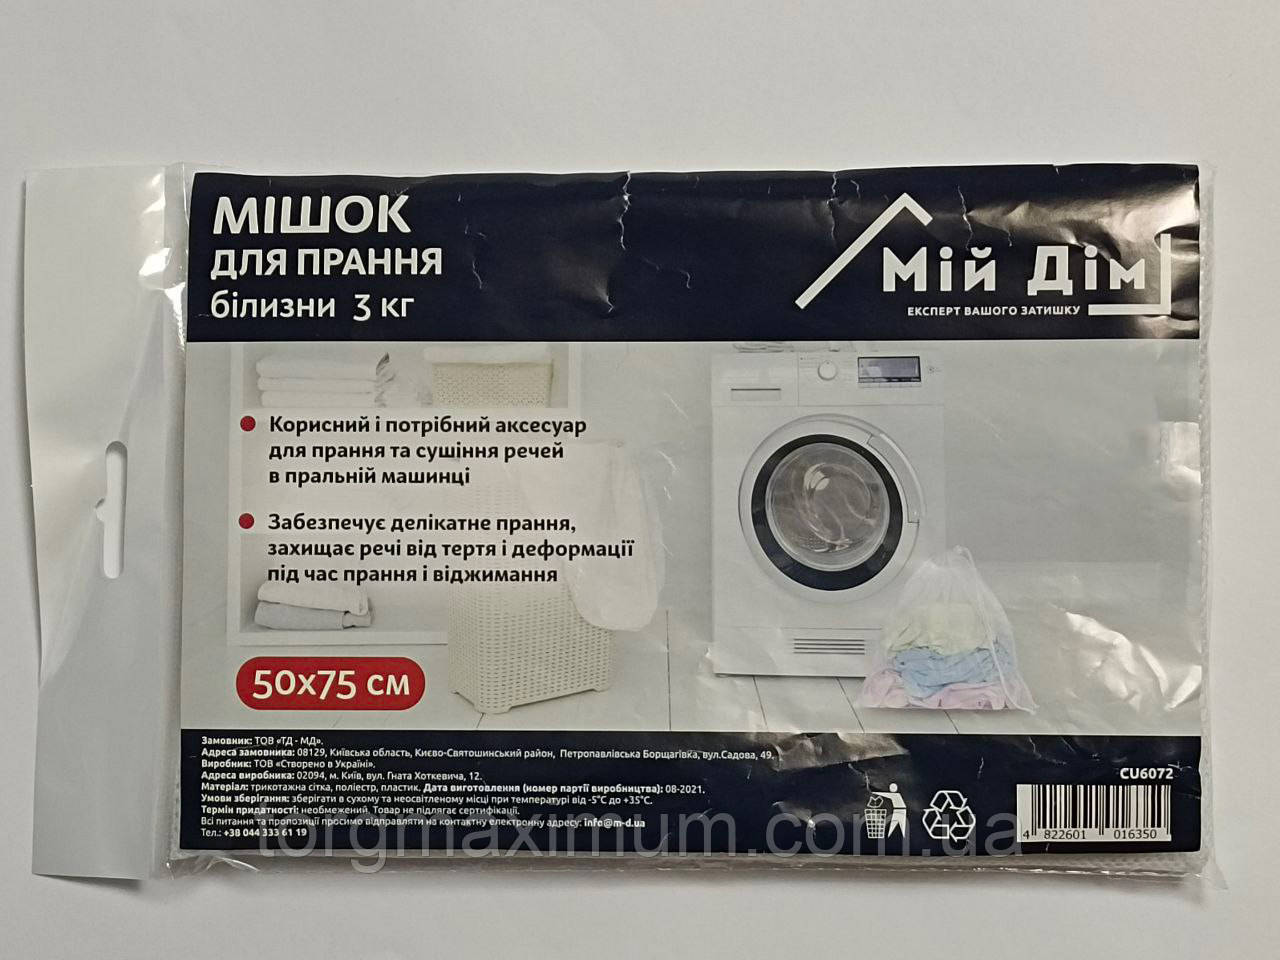 МІШОК
ДЛЯ ПРАННЯ
білизни 3 кг
Мій Дім
ЕКСПЕРТ ВАШОГО ЗАТИШКУ
Корисний і потрібний аксесуар
для прання та сушіння речей
в пральній машинці
Забезпечує делікатне прання,
захищає речі від тертя і деформації
під час прання і віджимання
50x75 см
Замовник: ТОВ «ТД - МД».
Адреса замовника: 08129, Київська область, Києво-Святошинський район, Петропавлівська Борщагівка, вул.Садова, 49.
Виробник: ТОВ «Створено в Україні».
Адреса виробника: 02094, м. Київ, вул. Гната Хоткевича, 12.
Матеріал: трикотажна сітка, поліестр, пластик. Дата виготовлення (номер партії виробництва): 08-2021.
Умови зберігання: зберігати в сухому та неосвітленому місці при температурі від -5°С до +35°С.
Термін придатності: необмежений. Товар не підлягає сертифікації.
Всі питання та пропозиції просимо відправляти на контактну електронну адресу: info@m-d.ua
Тел.: +38 044 333 61 19
CU6072
4 822601 016350
torgmaximum.com.ua